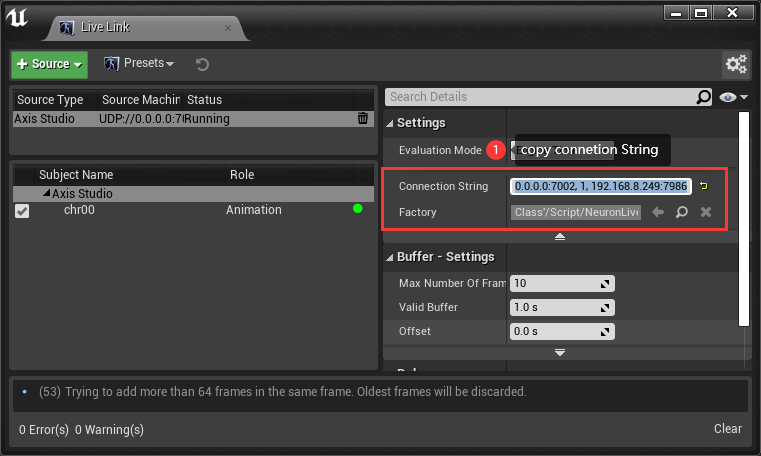 Live Link
Source
Presets
Source Type Source Machin Status
Axis Studio UDP://0.0.0.0:70 Running
Subject Name Role
Axis Studio
chr00 Animation
Search Details
Settings
Evaluation Mode 1 copy connetion String
Connection String 0.0.0.0:7002, 1, 192.168.8.249:7986
Factory Class'/Script/NeuronLive
Buffer - Settings
Max Number Of Fram 10
Valid Buffer 1.0 s
Offset 0.0 s
(53) Trying to add more than 64 frames in the same frame. Oldest frames will be discarded.
0 Error(s) 0 Warning(s) Clear